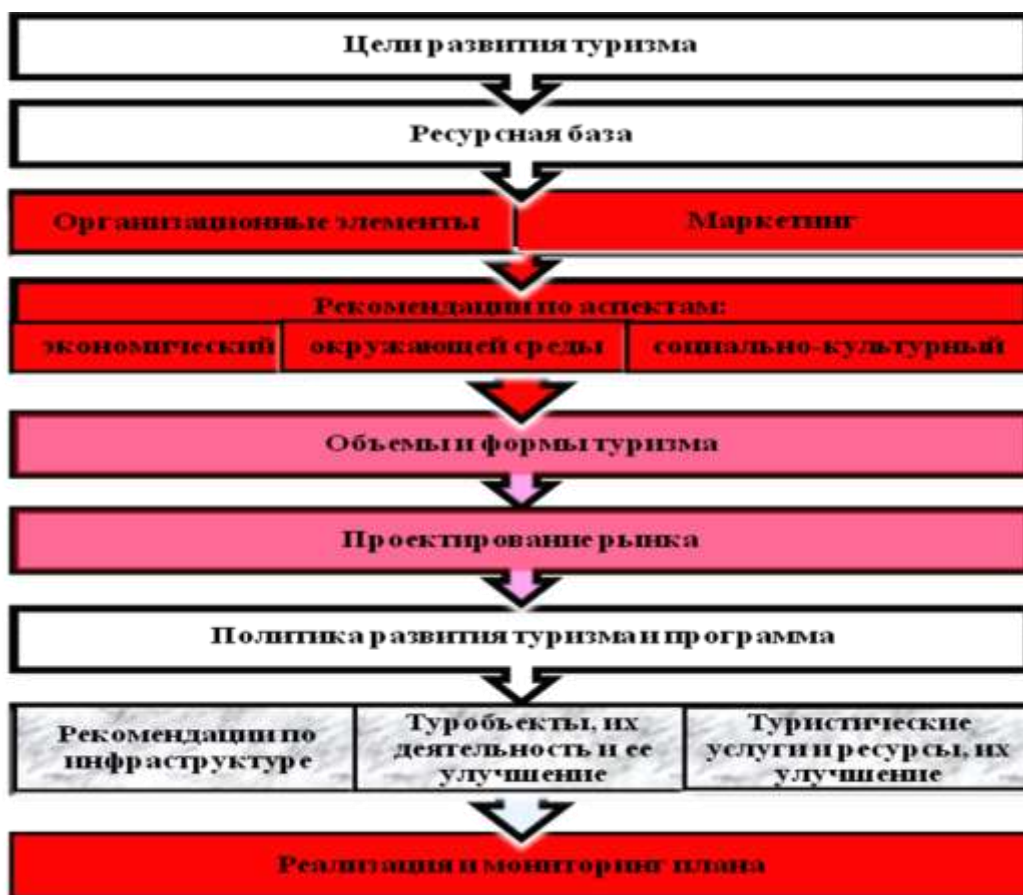 Цели развития туризма
Ресурсная база
Организационные элементы
Маркетинг
Рекомендации по аспектам:
экономический
окружающей среды
социально-культурный
Объемы и формы туризма
Проектирование рынка
Политика развития туризма и программа
Рекомендации по
инфраструктуре
Туробъекты, их
деятельность и ее
улучшение
Туристические
услуги и ресурсы, их
улучшение
Реализация и мониторинг плана